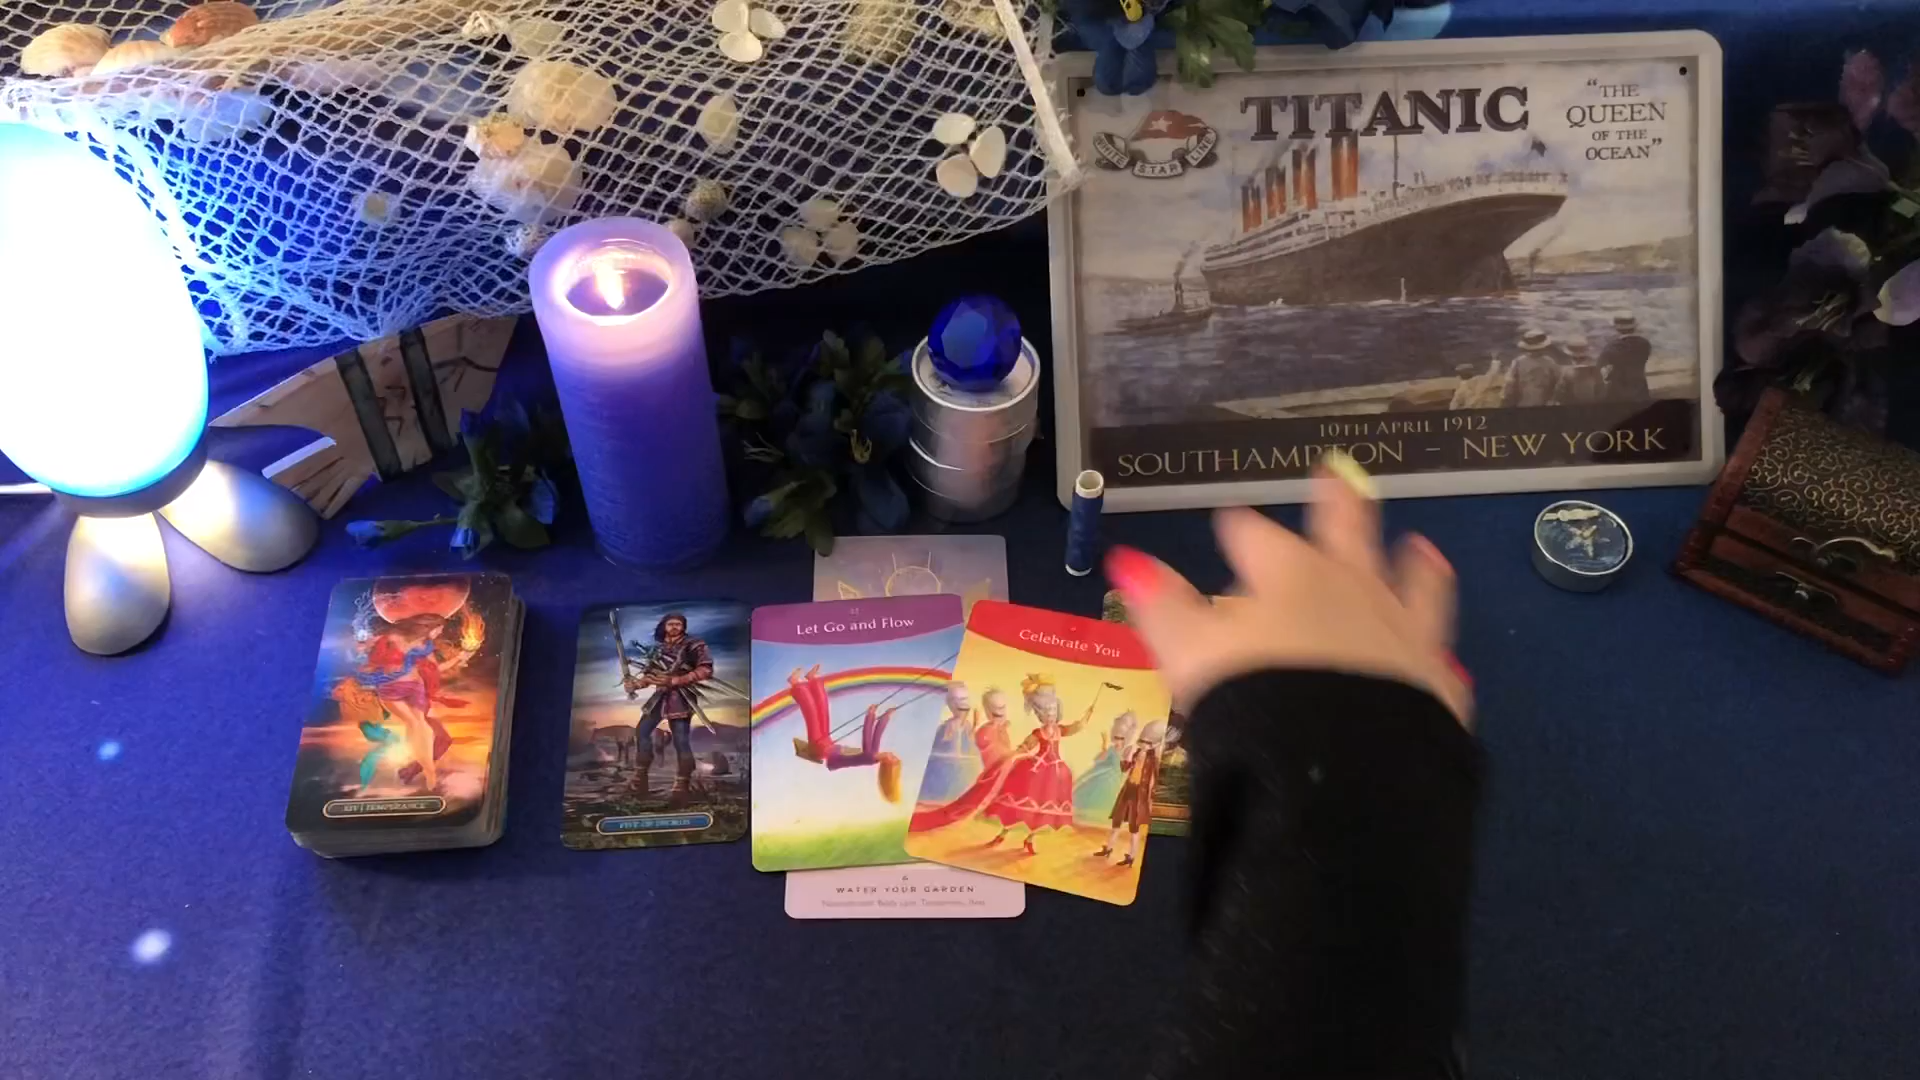 TITANIC
"THE
QUEEN
OF THE
OCEAN"
WHITE
STAR
LINE
10TH APRIL 1912
SOUTHAMPTON - NEW YORK
Let Go and Flow
Celebrate You
XIV | TEMPERANCE
FIVE OF SWORDS
6
WATER YOUR GARDEN